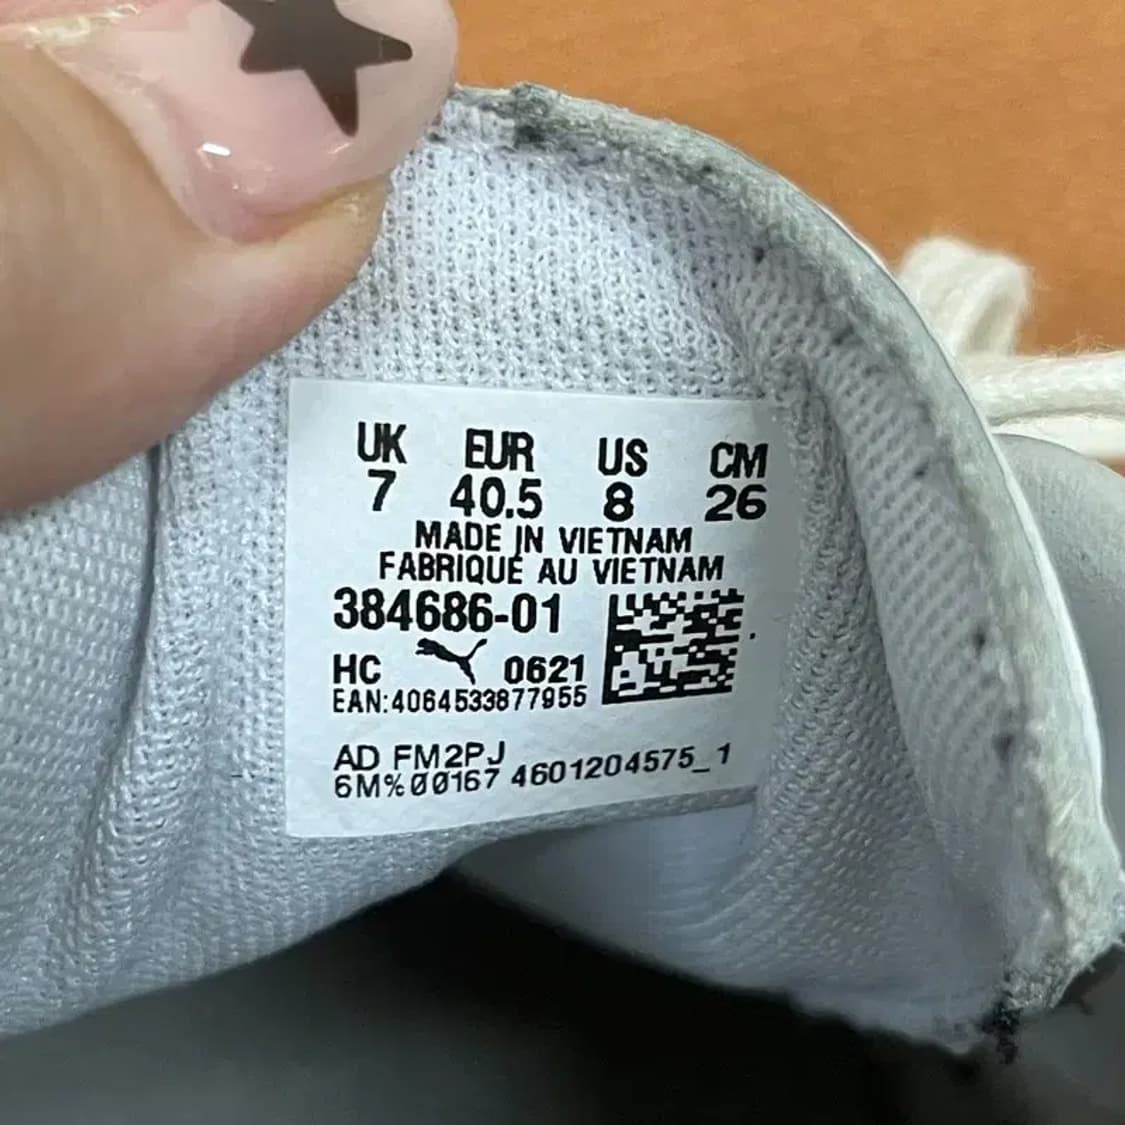 UK EUR US CM
7 40.5 8 26
MADE IN VIETNAM
FABRIQUÉ AU VIETNAM
384686-01
HC 0621
EAN:4064533877955
AD FM2PJ
6M%00167 4601204575_1